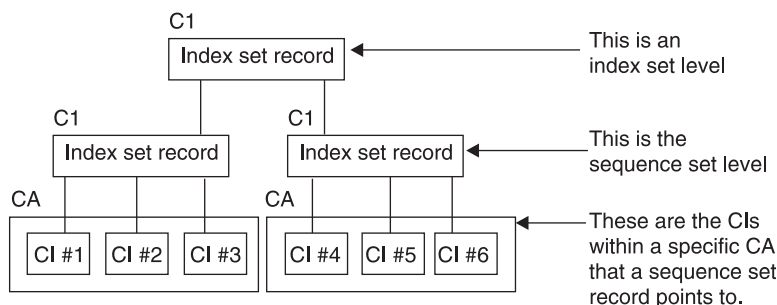 C1
Index set record
This is an
index set level
C1
Index set record
C1
Index set record
This is the
sequence set level
CA
CI #1
CI #2
CI #3
CA
CI #4
CI #5
CI #6
These are the CIs
within a specific CA
that a sequence set
record points to.